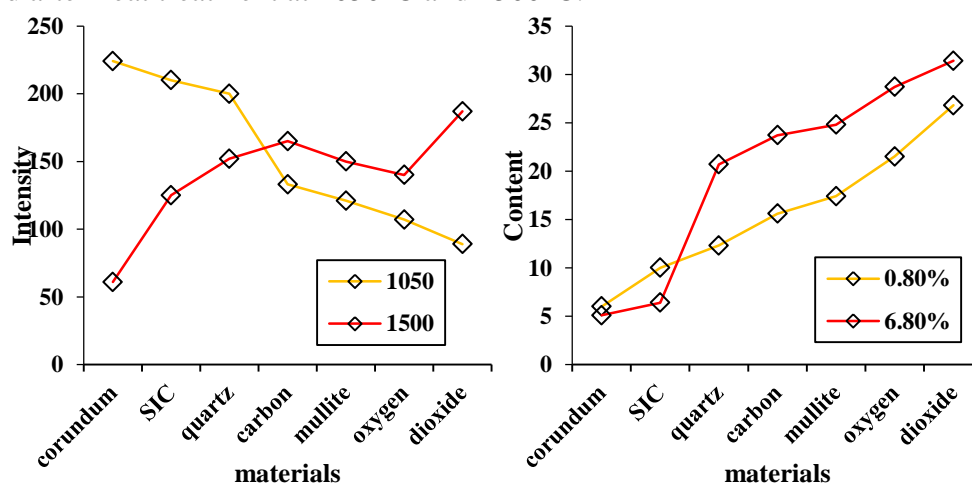 250
200
150
100
50
0
Intensity
1050
1500
corundum
SIC
quartz
carbon
mullite
oxygen
dioxide
materials
35
30
25
20
15
10
5
0
Content
0.80%
6.80%
corundum
SIC
quartz
carbon
mullite
oxygen
dioxide
materials